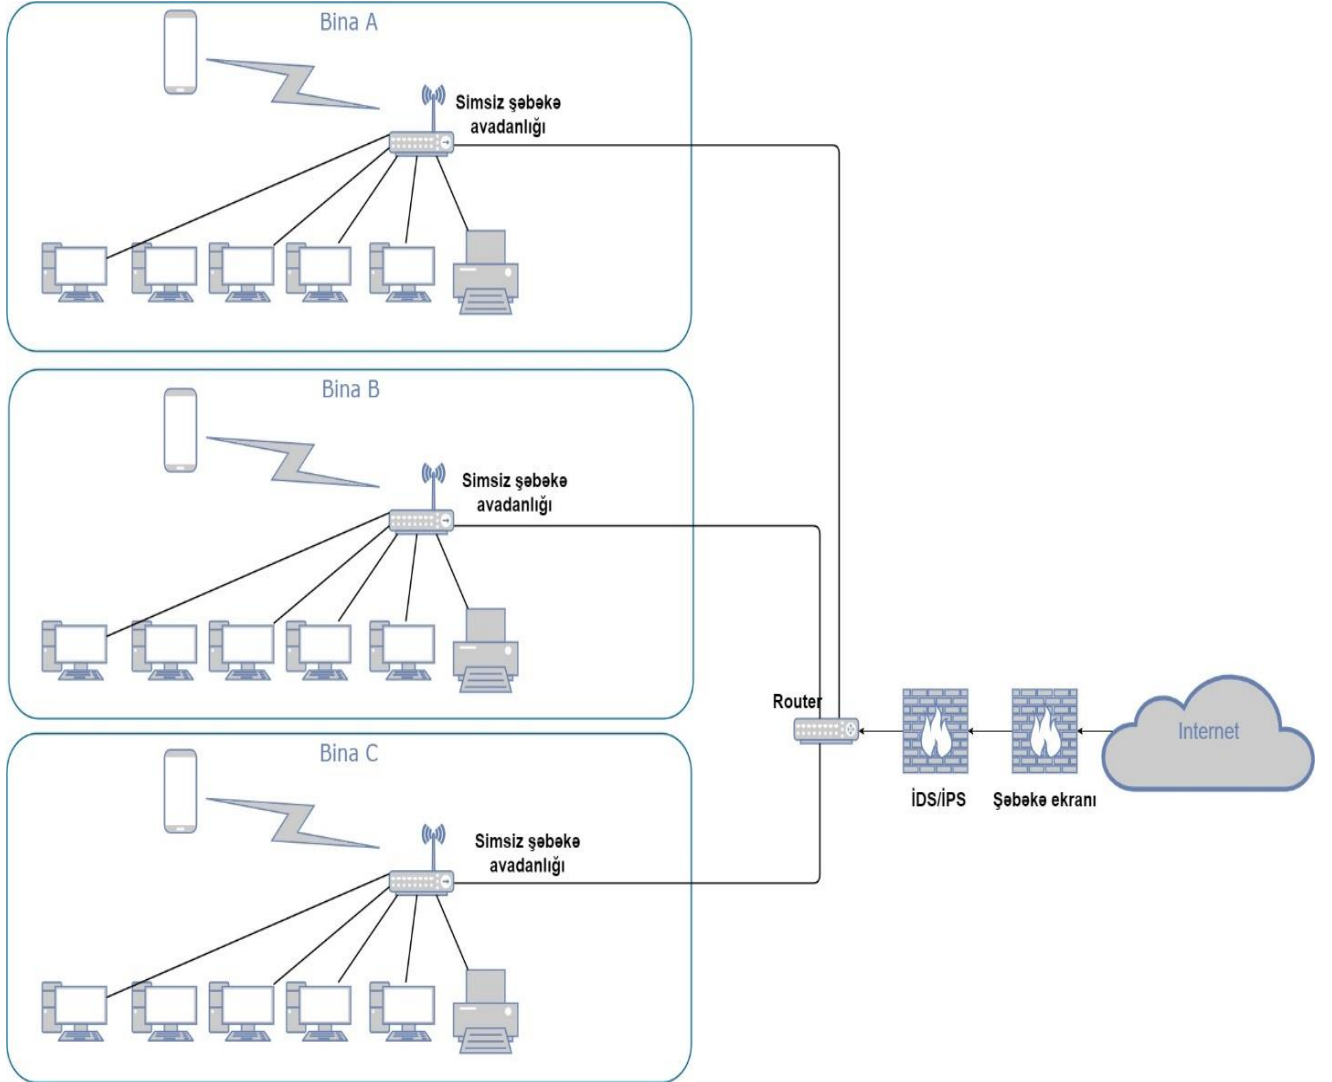 Bina A
Simsiz şəbəkə
avadanlığı
Bina B
Simsiz şəbəkə
avadanlığı
Router
Internet
İDS/İPS
Şəbəkə ekranı
Bina C
Simsiz şəbəkə
avadanlığı